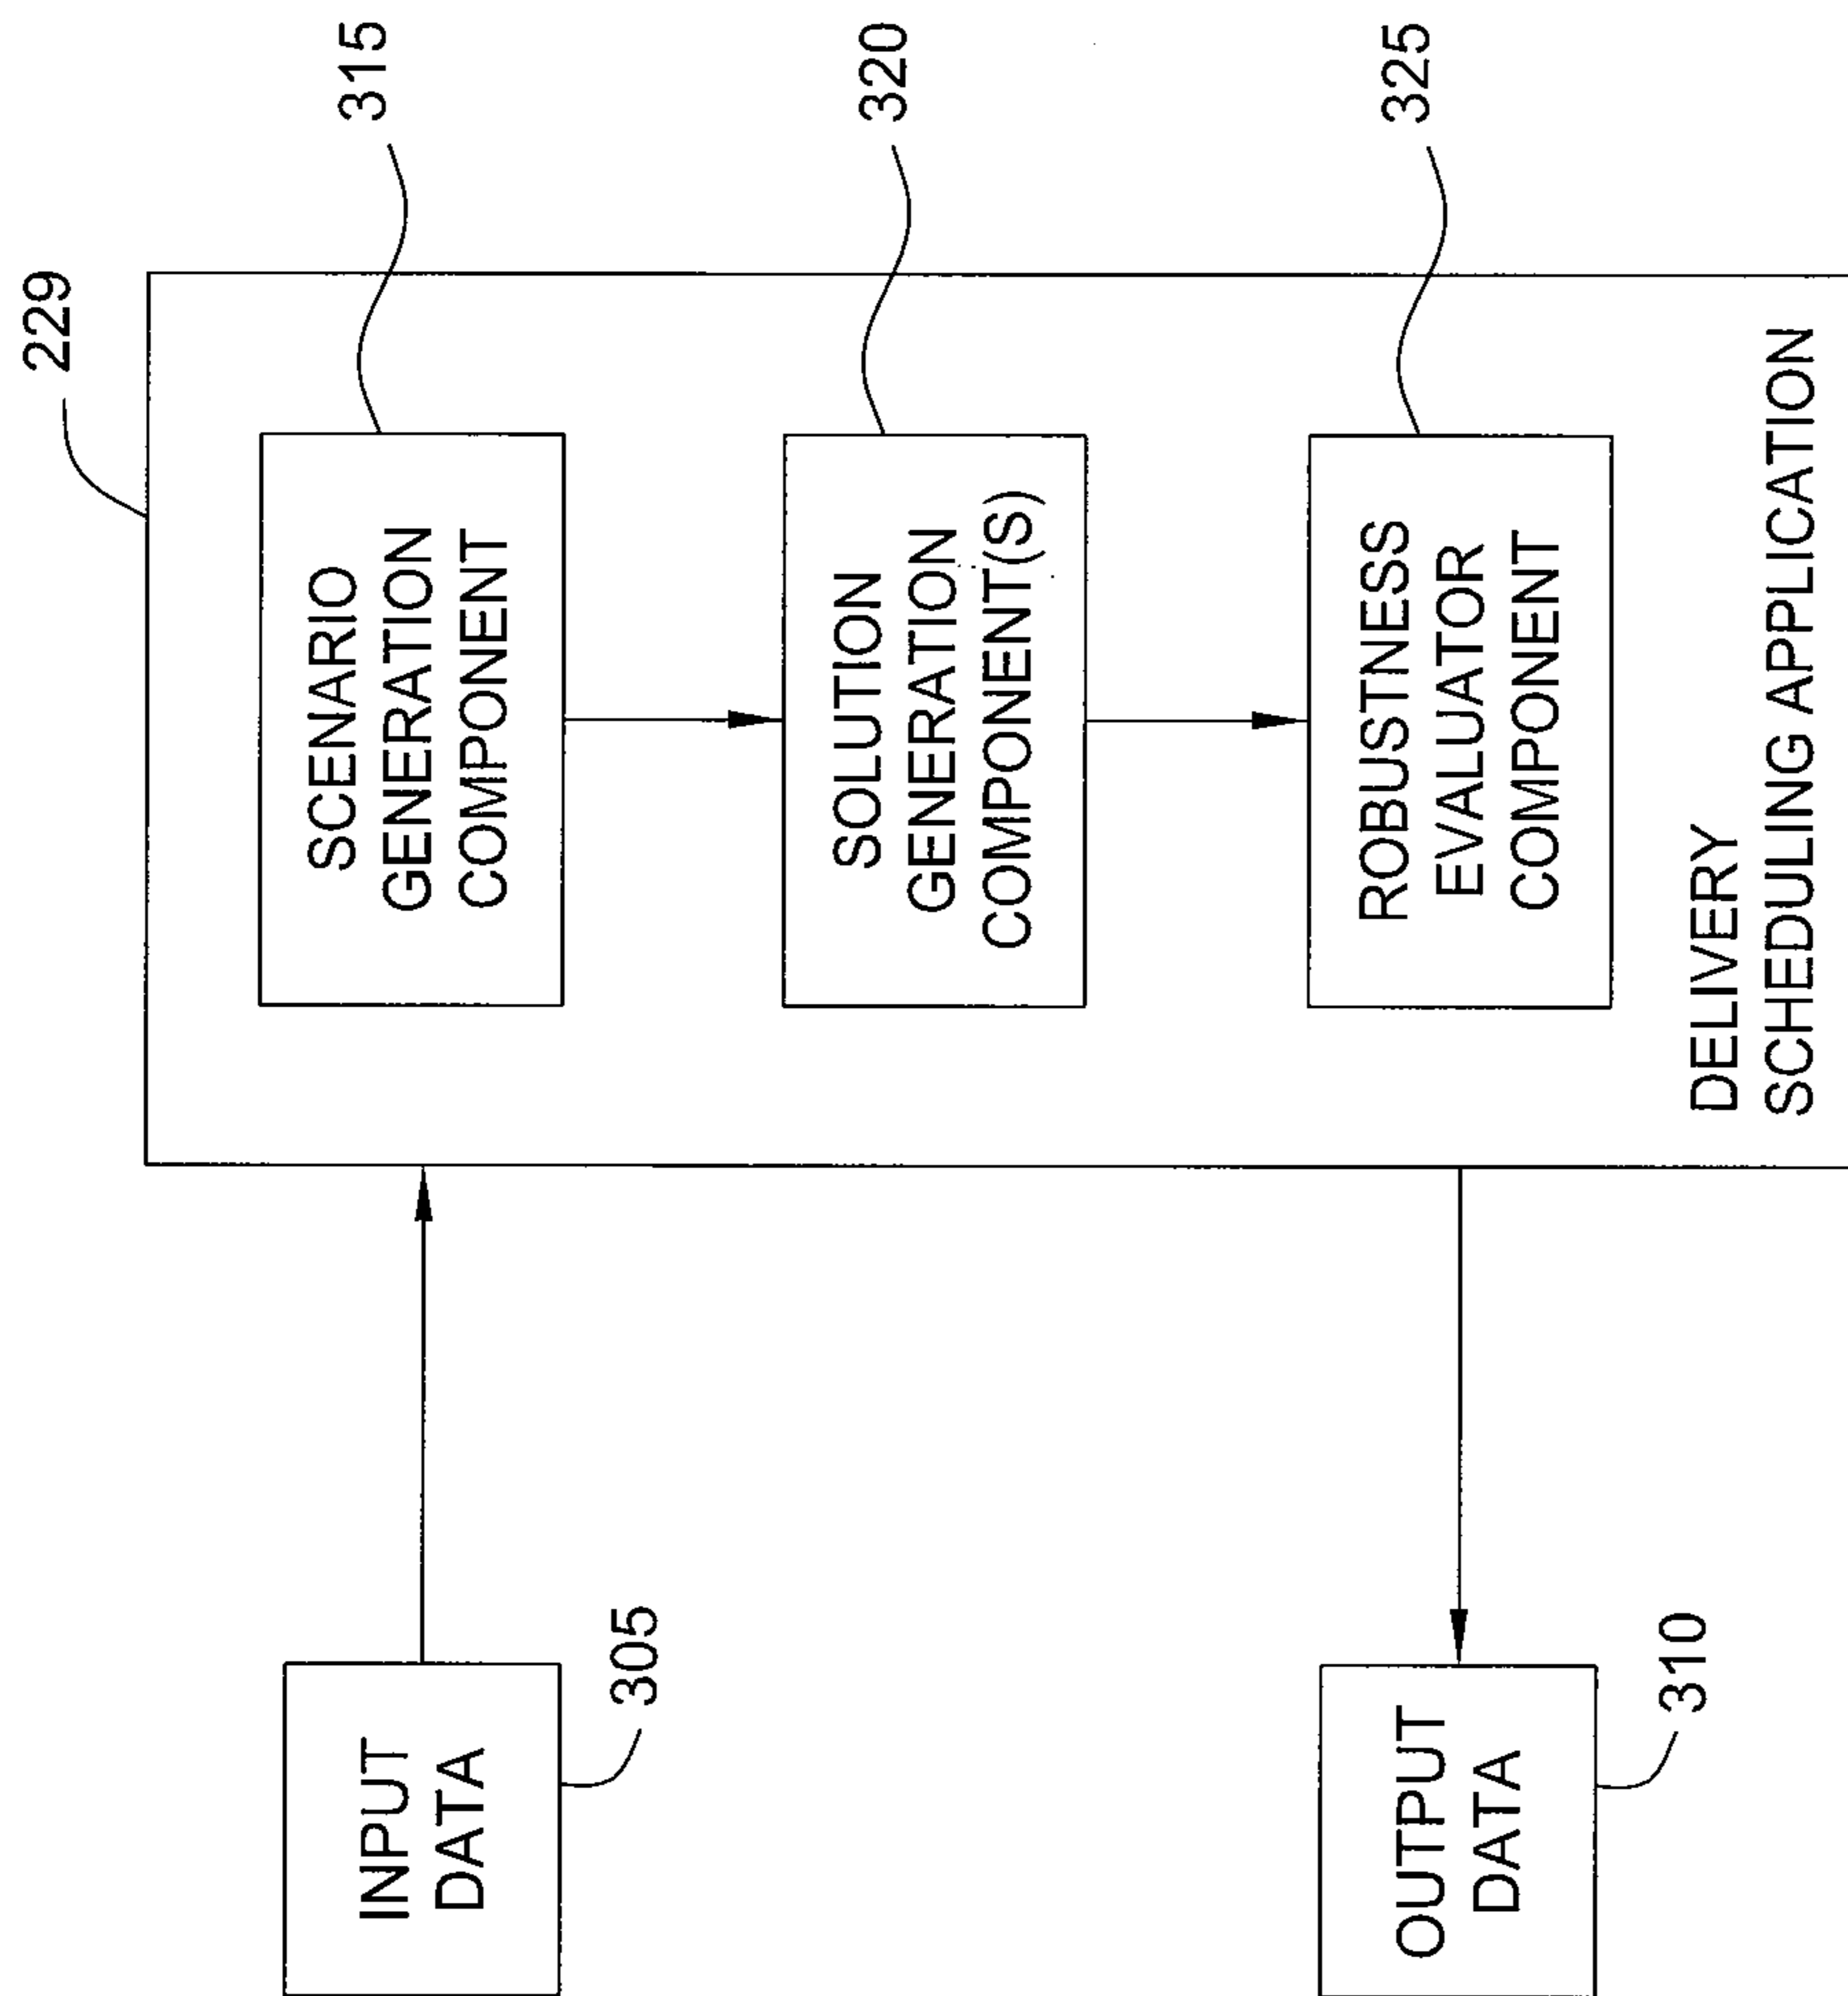 229
SCENARIO
GENERATION
COMPONENT
315
SOLUTION
GENERATION
COMPONENT(S)
320
ROBUSTNESS
EVALUATOR
COMPONENT
325
DELIVERY
SCHEDULING APPLICATION
INPUT
DATA
305
OUTPUT
DATA
310